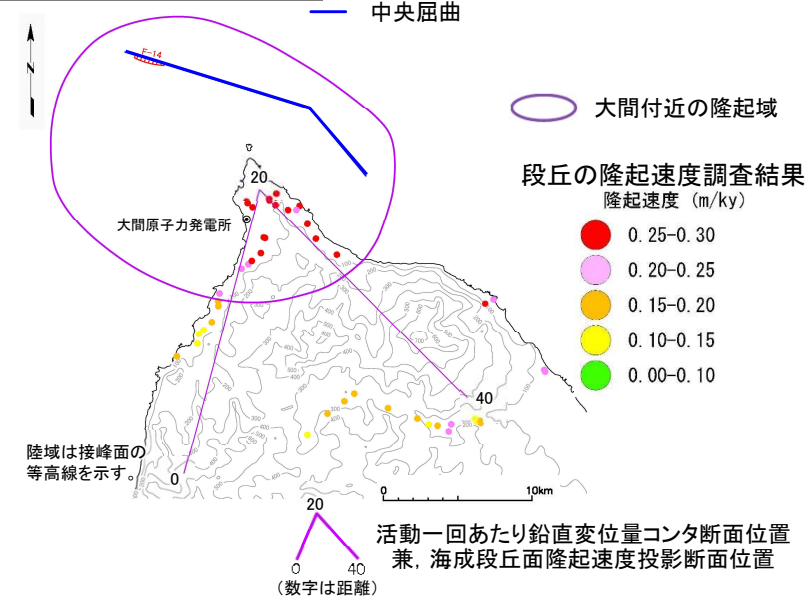 中央屈曲
N
F-14
大間付近の隆起域
20
段丘の隆起速度調査結果
隆起速度 (m/ky)
大間原子力発電所
0.25-0.30
0.20-0.25
0.15-0.20
0.10-0.15
0.00-0.10
40
陸域は接峰面の
等高線を示す。
0
0 10km
20
0 40
(数字は距離)
活動一回あたり鉛直変位量コンタ断面位置
兼, 海成段丘面隆起速度投影断面位置